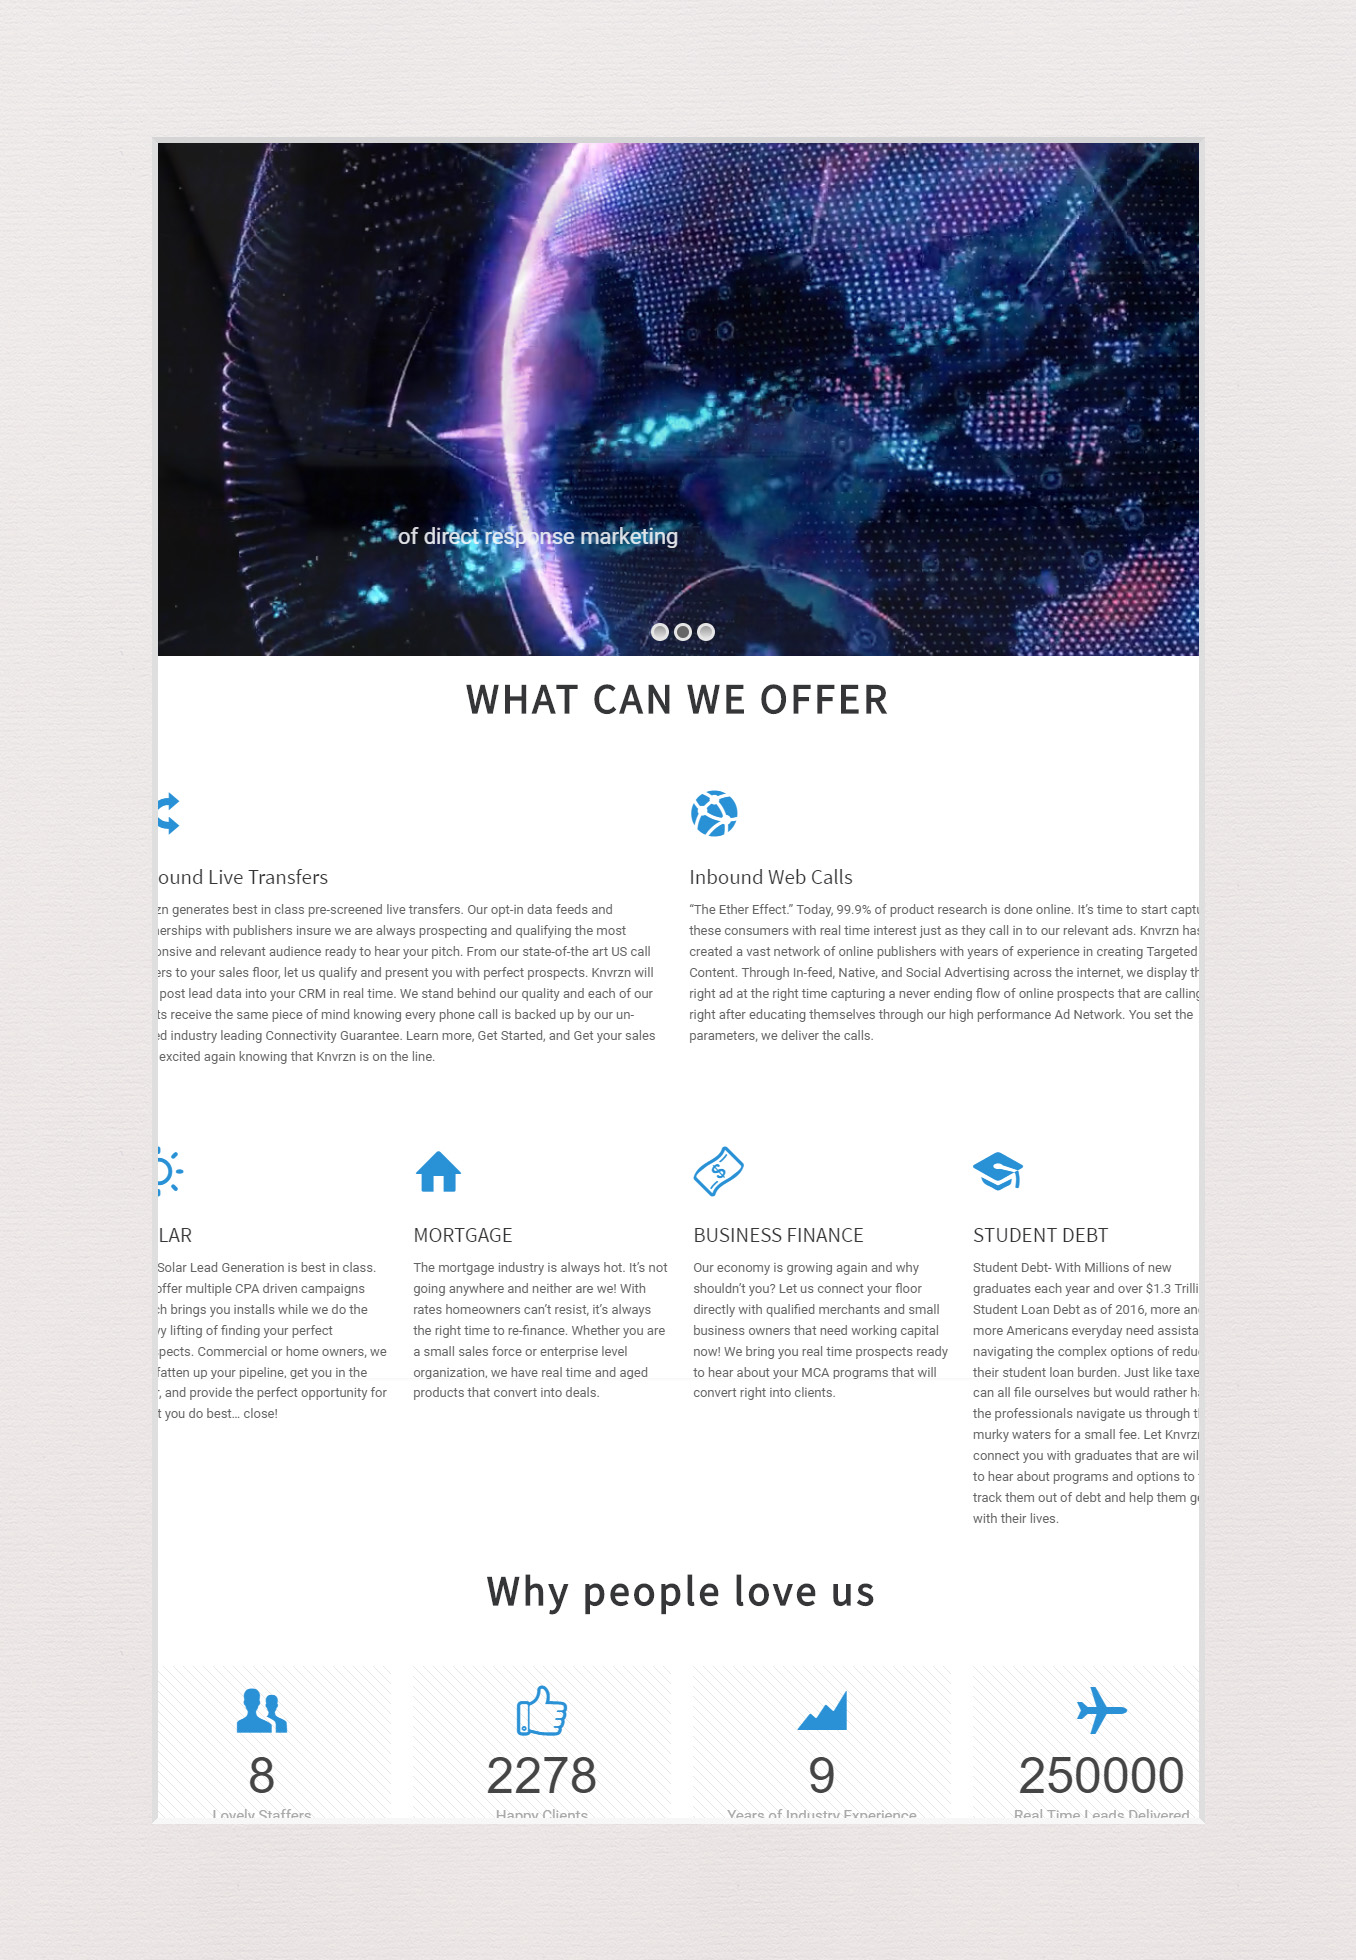 of direct response marketing
WHAT CAN WE OFFER
ound Live Transfers
generates best in class pre-screened live transfers. Our opt-in data feeds and
with publishers insure we are always prospecting and qualifying the most
and relevant audience ready to hear your pitch. From our state-of-the art US call
to your sales floor, let us qualify and present you with perfect prospects. Knvrzn will
post lead data into your CRM in real time. We stand behind our quality and each of our
receive the same piece of mind knowing every phone call is backed up by our un-
industry leading Connectivity Guarantee. Learn more, Get Started, and Get your sales
excited again knowing that Knvrzn is on the line.
Inbound Web Calls
“The Ether Effect.” Today, 99.9% of product research is done online. It’s time to start
these consumers with real time interest just as they call in to our relevant ads. Knvrzn
created a vast network of online publishers with years of experience in creating Targeted
Content. Through In-feed, Native, and Social Advertising across the internet, we display
right ad at the right time capturing a never ending flow of online prospects that are calling
right after educating themselves through our high performance Ad Network. You set the
parameters, we deliver the calls.
LAR
Solar Lead Generation is best in class.
offer multiple CPA driven campaigns
brings you installs while we do the
lifting of finding your perfect
Commercial or home owners, we
fatten up your pipeline, get you in the
and provide the perfect opportunity for
you do best... close!
MORTGAGE
The mortgage industry is always hot. It’s not
going anywhere and neither are we! With
rates homeowners can’t resist, it’s always
the right time to re-finance. Whether you are
a small sales force or enterprise level
organization, we have real time and aged
products that convert into deals.
BUSINESS FINANCE
Our economy is growing again and why
shouldn’t you? Let us connect your floor
directly with qualified merchants and small
business owners that need working capital
now! We bring you real time prospects ready
to hear about your MCA programs that will
convert right into clients.
STUDENT DEBT
Student Debt- With Millions of new
graduates each year and over $1.3
Student Loan Debt as of 2016, more
more Americans everyday need
navigating the complex options of
their student loan burden. Just like
can all file ourselves but would rather
the professionals navigate us through
murky waters for a small fee. Let Knvrzn
connect you with graduates that are
to hear about programs and options to
track them out of debt and help them
with their lives.
Why people love us
8
Lovely Staffers
2278
Happy Clients
9
Years of Industry Experience
250000
Real Time Leads Delivered